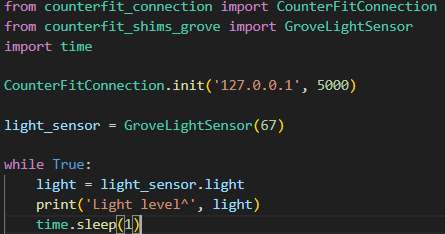 from counterfit_connection import CounterFitConnection
from counterfit_shims_grove import GroveLightSensor
import time
CounterFitConnection.init('127.0.0.1', 5000)
light_sensor = GroveLightSensor(67)
while True:
    light = light_sensor.light
    print('Light level^', light)
    time.sleep(1)